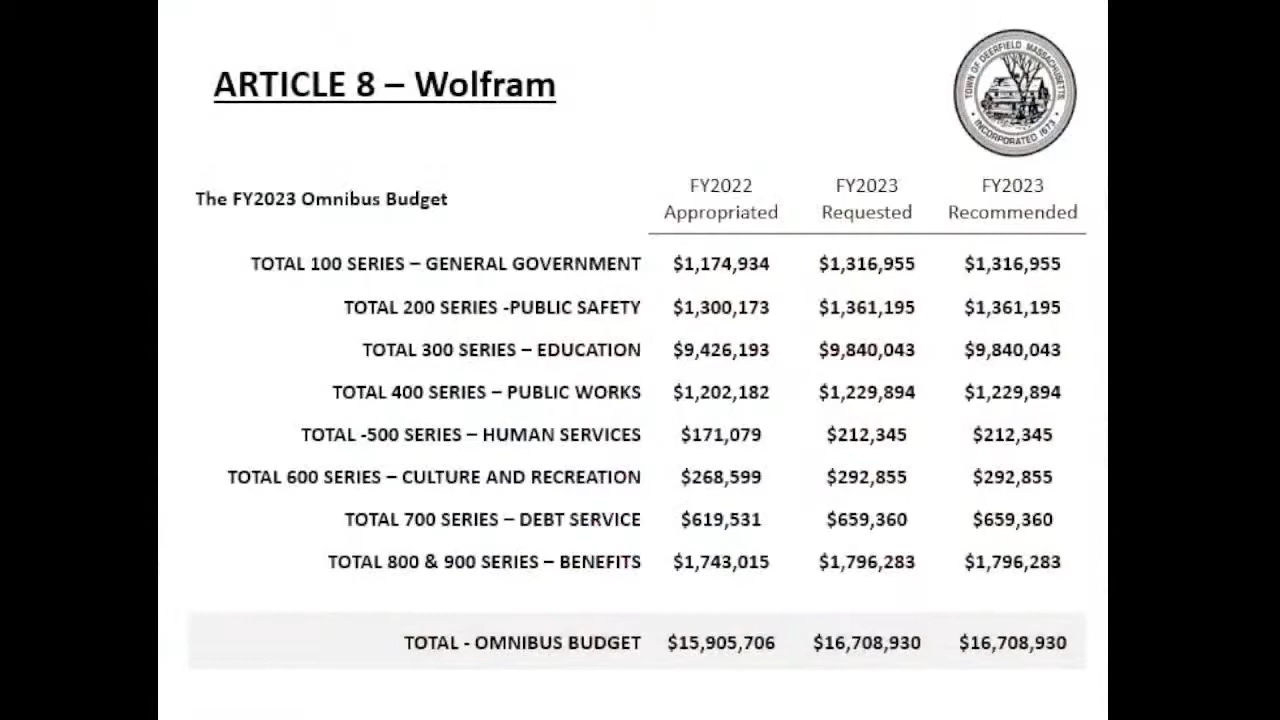 ARTICLE 8 – Wolfram
TOWN OF DEERFIELD MASSACHUSETTS
INCORPORATED 1673
The FY2023 Omnibus Budget
FY2022 Appropriated FY2023 Requested FY2023 Recommended
TOTAL 100 SERIES – GENERAL GOVERNMENT $1,174,934 $1,316,955 $1,316,955
TOTAL 200 SERIES -PUBLIC SAFETY $1,300,173 $1,361,195 $1,361,195
TOTAL 300 SERIES – EDUCATION $9,426,193 $9,840,043 $9,840,043
TOTAL 400 SERIES – PUBLIC WORKS $1,202,182 $1,229,894 $1,229,894
TOTAL -500 SERIES – HUMAN SERVICES $171,079 $212,345 $212,345
TOTAL 600 SERIES – CULTURE AND RECREATION $268,599 $292,855 $292,855
TOTAL 700 SERIES – DEBT SERVICE $619,531 $659,360 $659,360
TOTAL 800 & 900 SERIES – BENEFITS $1,743,015 $1,796,283 $1,796,283
TOTAL - OMNIBUS BUDGET $15,905,706 $16,708,930 $16,708,930